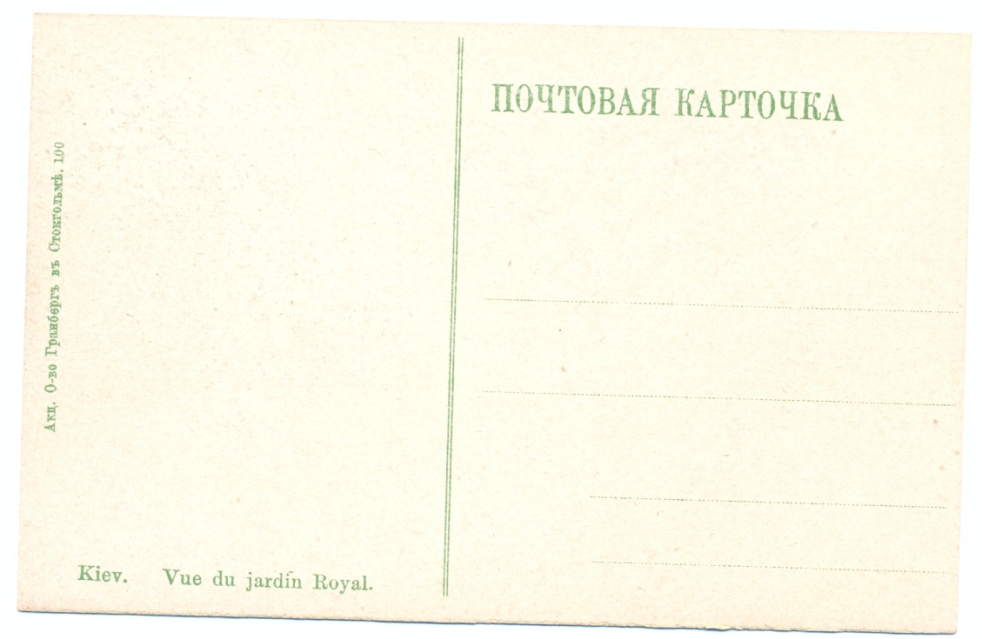 ПОЧТОВАЯ КАРТОЧКА
Акц. О-во Гранбергъ въ Стокгольмѣ. 100
Kiev. Vue du jardin Royal.